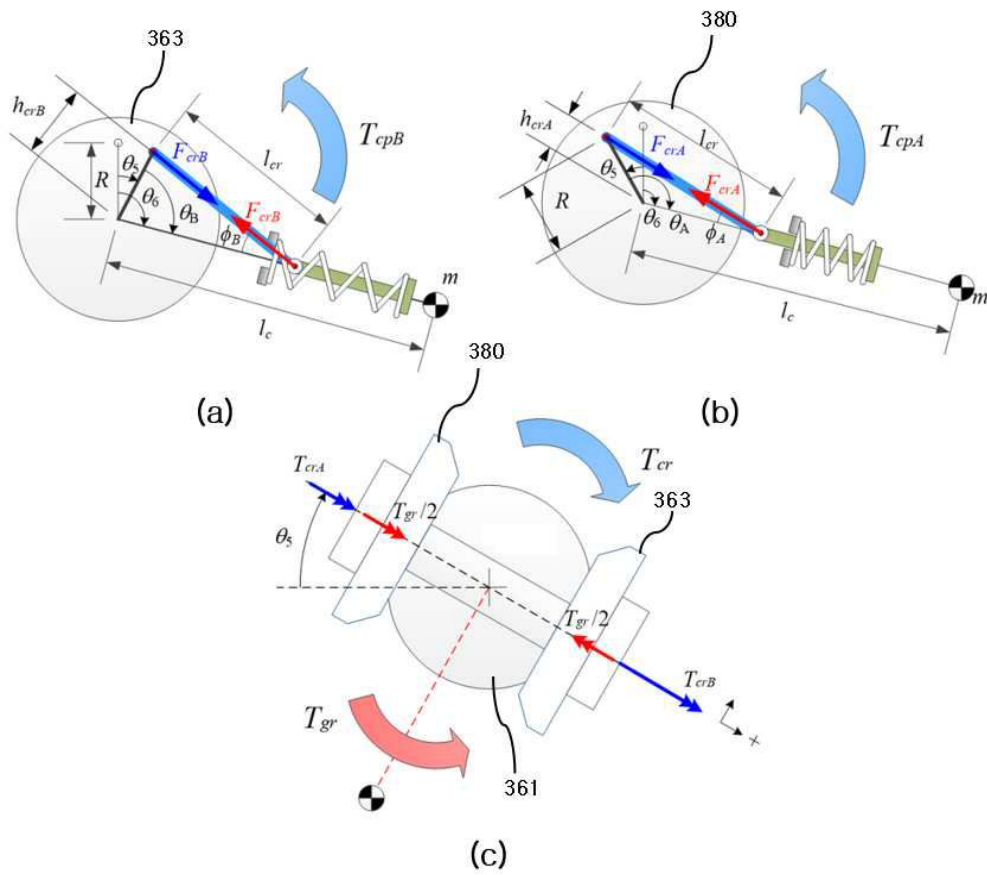 363
h_crB
R
θ5
θ6
θB
F_crB
F_crB
l_cr
ϕB
T_cpB
m
l_c
(a)
380
h_crA
R
θ5
θ6
θA
F_crA
F_crA
l_cr
ϕA
T_cpA
m
l_c
(b)
380
T_crA
T_gr/2
θ5
T_cr
363
T_gr/2
T_crB
+
T_gr
361
(c)